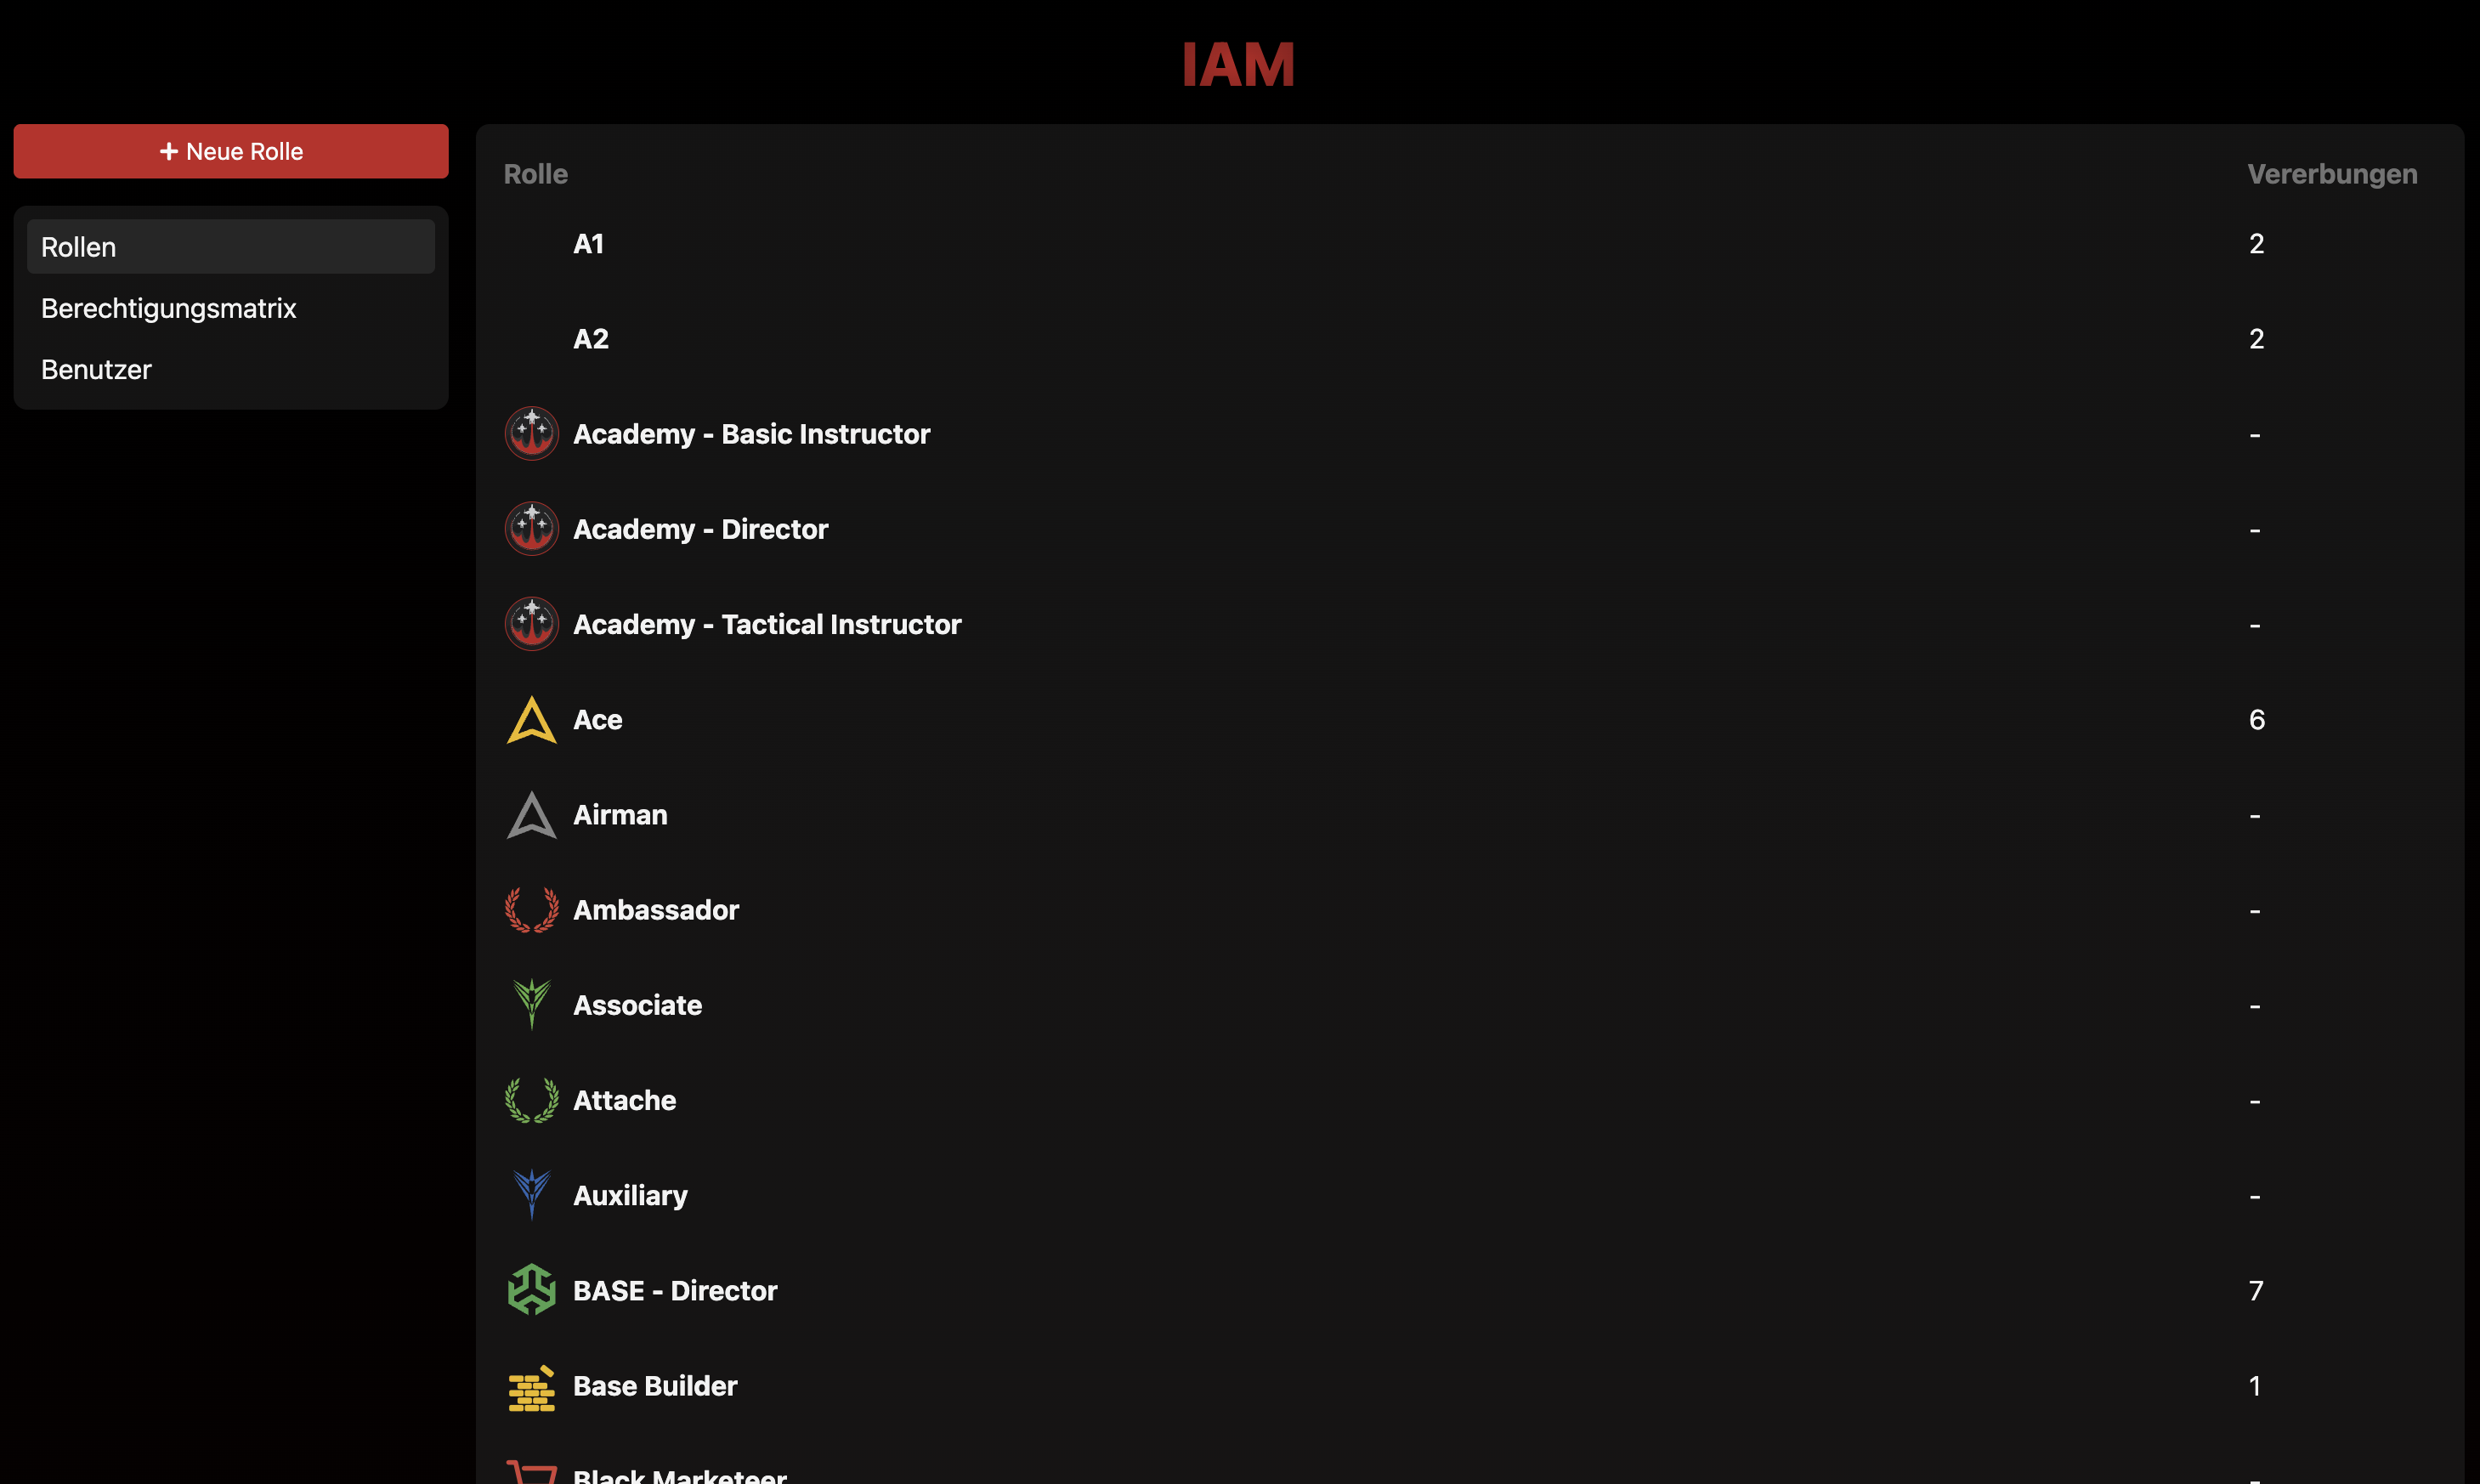 IAM
+ Neue Rolle
Rollen
Berechtigungsmatrix
Benutzer
Rolle Vererbungen
A1 2
A2 2
Academy - Basic Instructor -
Academy - Director -
Academy - Tactical Instructor -
Ace 6
Airman -
Ambassador -
Associate -
Attache -
Auxiliary -
BASE - Director 7
Base Builder 1
Black Marketeer -